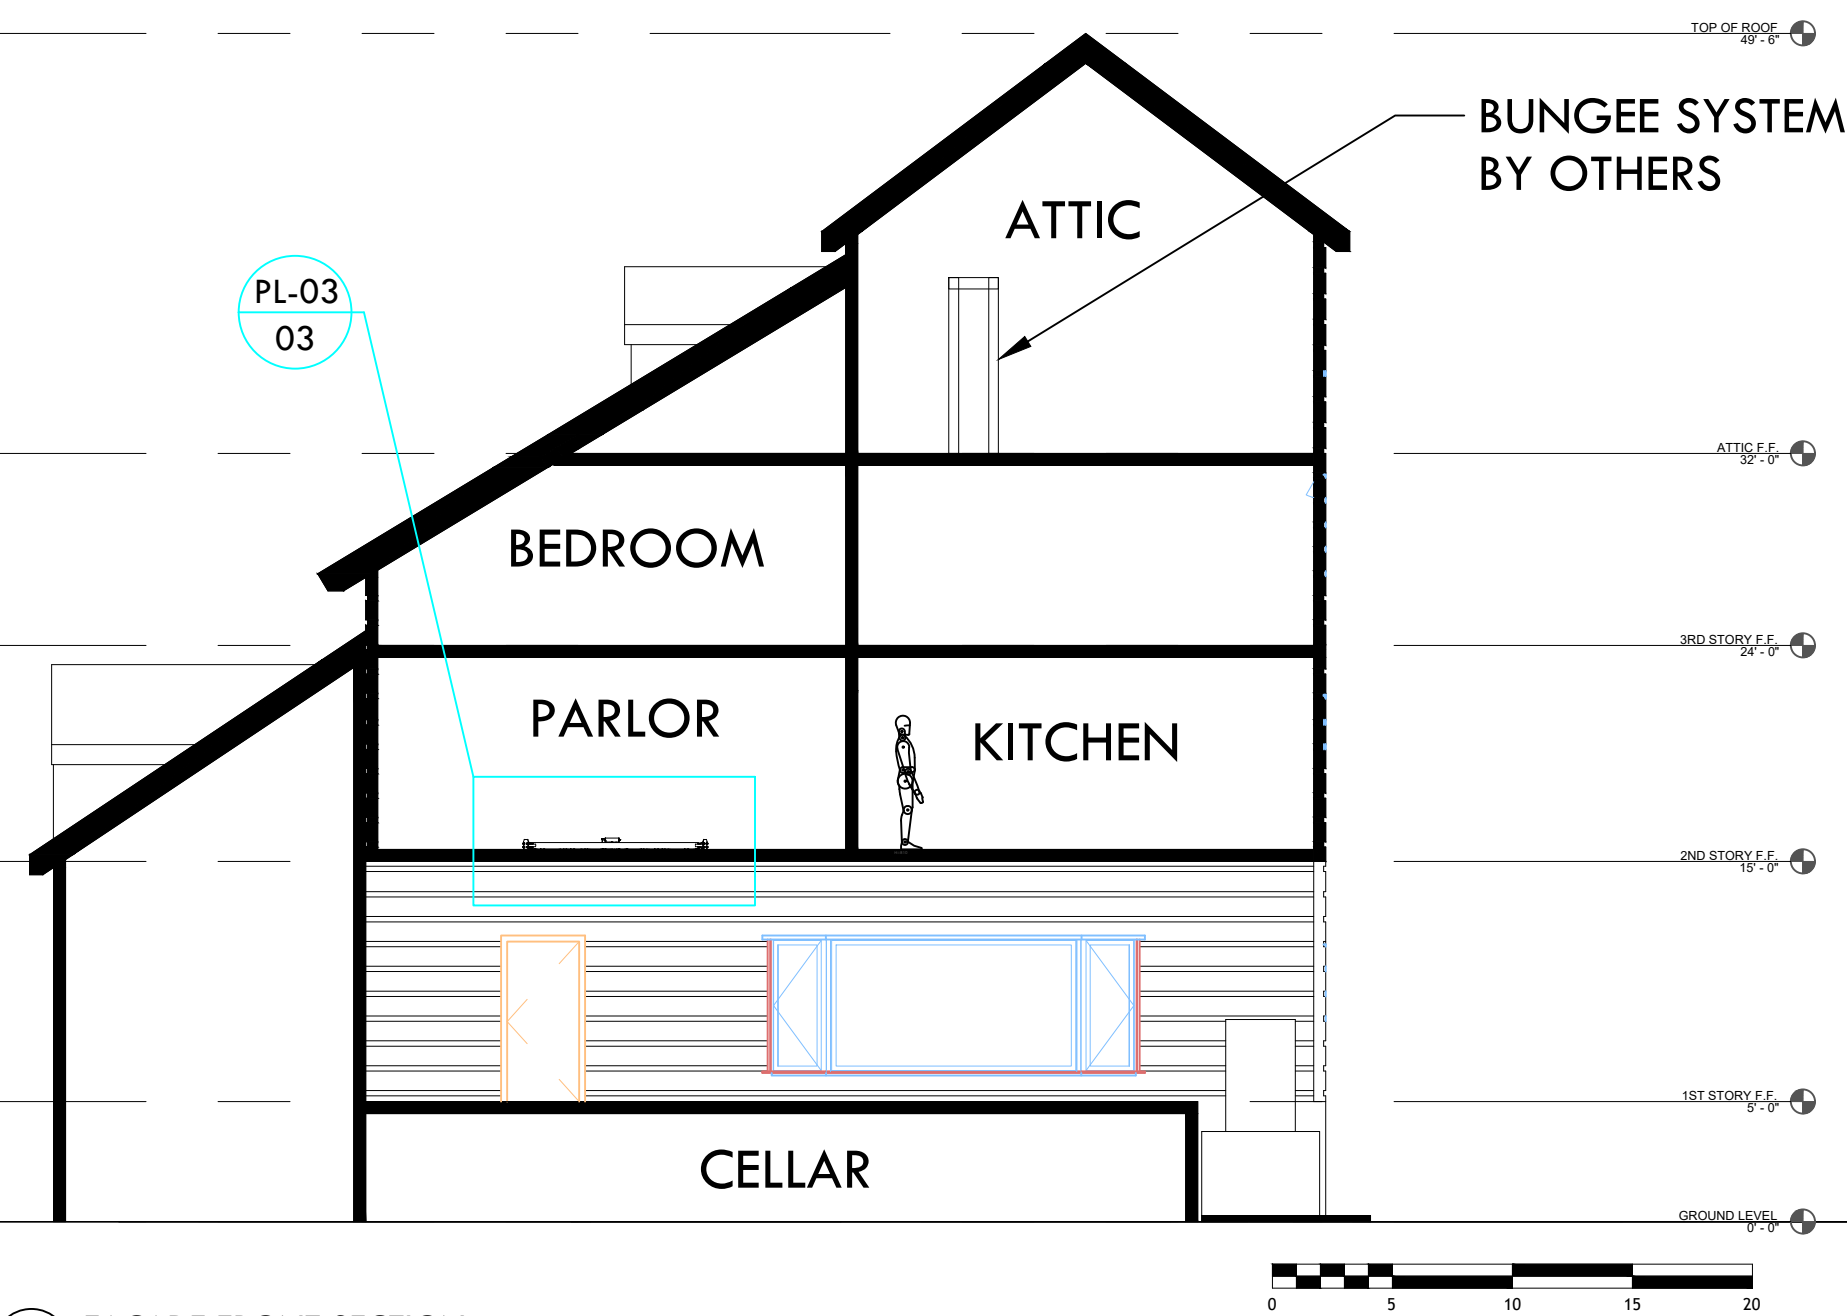 TOP OF ROOF
49' - 6"
BUNGEE SYSTEM
BY OTHERS
ATTIC
PL-03
03
ATTIC F.F.
32' - 0"
BEDROOM
3RD STORY F.F.
24' - 0"
PARLOR
KITCHEN
2ND STORY F.F.
15' - 0"
1ST STORY F.F.
5' - 0"
CELLAR
GROUND LEVEL
0' - 0"
0 5 10 15 20